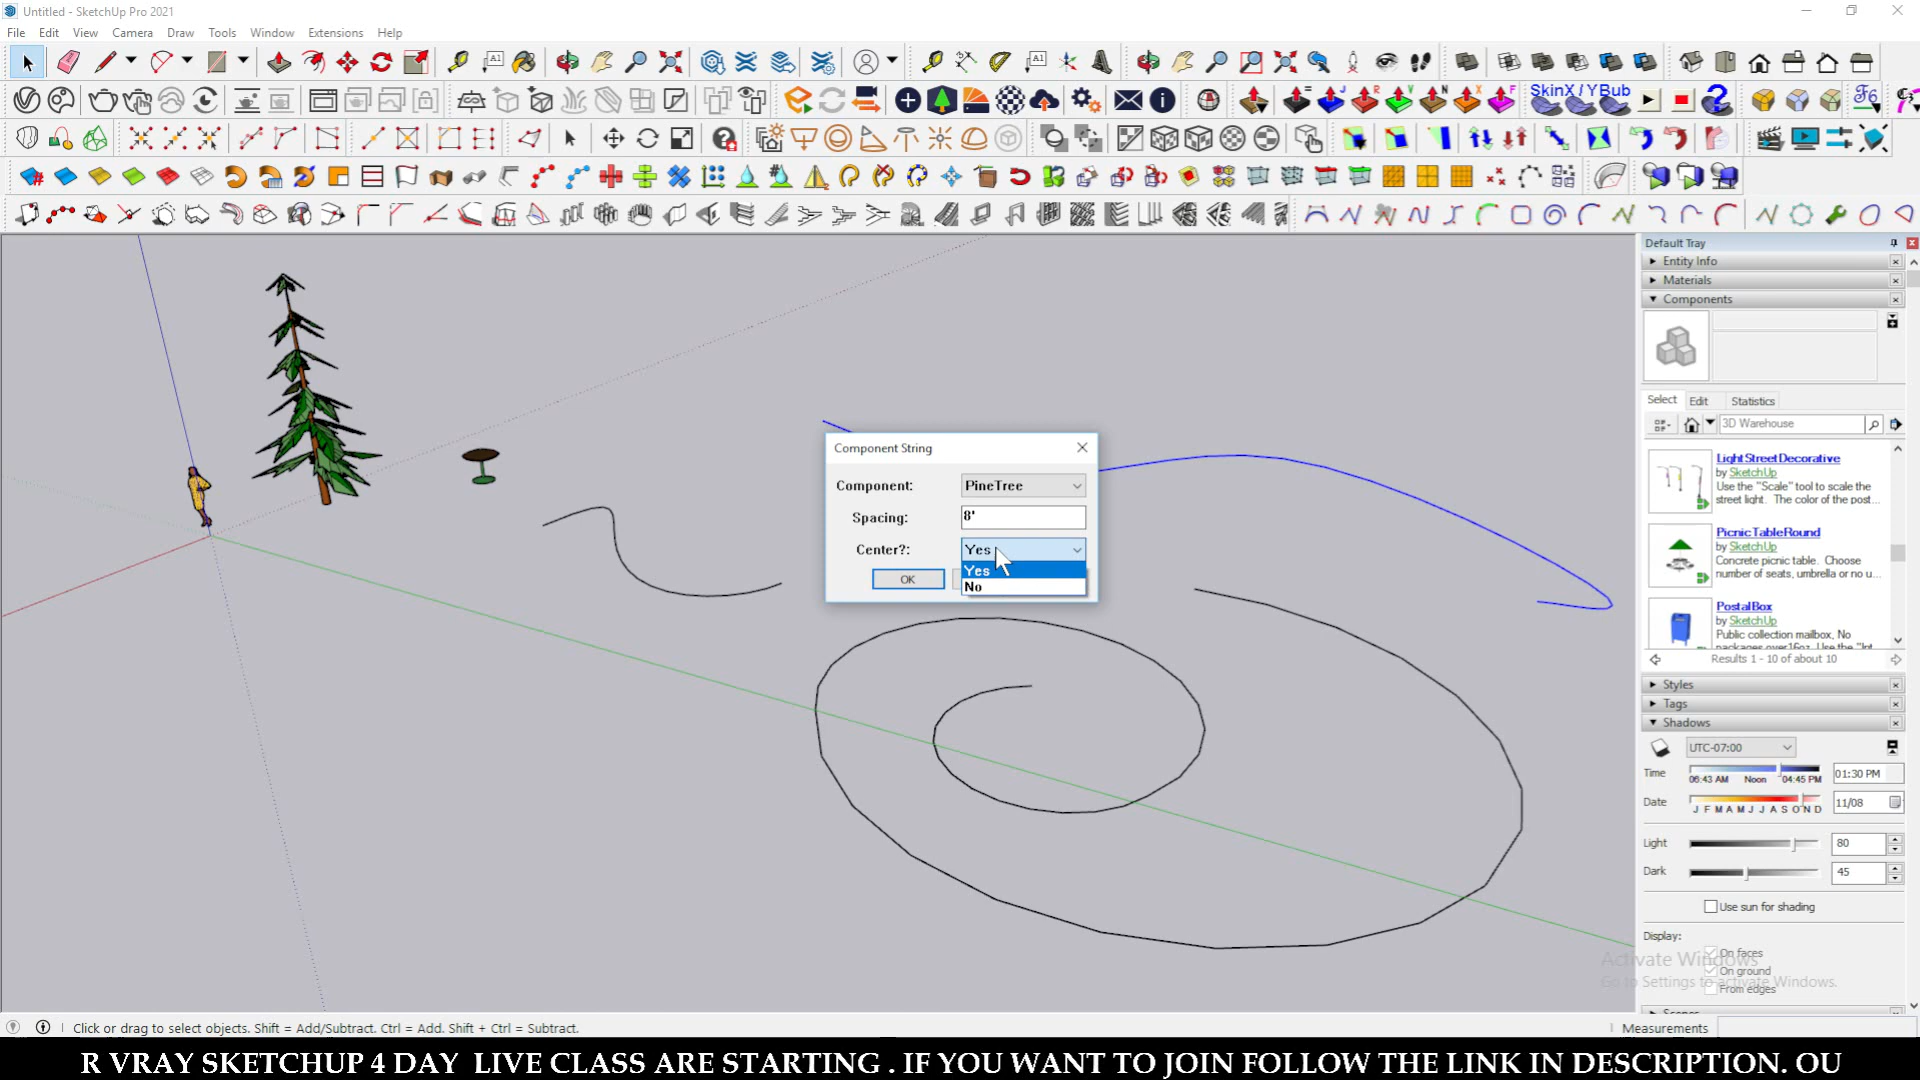 Untitled - SketchUp Pro 2021
File Edit View Camera Draw Tools Window Extensions Help
A1
A1
SkinX / YBub
Default Tray
Entity Info
Materials
Components
Select Edit Statistics
3D Warehouse
LightStreetDecorative
by SketchUp
Use the "Scale" tool to scale the
street light. The color of the post...
PicnicTableRound
by SketchUp
Concrete picnic table. Choose
number of seats, umbrella or no u...
PostalBox
by SketchUp
Public collection mailbox, No
Results 1 - 10 of about 10
Styles
Tags
Shadows
UTC-07:00
Time 06:43 AM Noon 04:45 PM 01:30 PM
Date J F M A M J J A S O N D 11/08
Light 80
Dark 45
Use sun for shading
Display:
On faces
On ground
From edges
Activate Windows
Go to Settings to activate Windows.
Component String
Component: PineTree
Spacing: 8'
Center?: Yes
Yes
No
OK
Click or drag to select objects. Shift = Add/Subtract. Ctrl = Add. Shift + Ctrl = Subtract.
Measurements
R VRAY SKETCHUP 4 DAY LIVE CLASS ARE STARTING . IF YOU WANT TO JOIN FOLLOW THE LINK IN DESCRIPTION. OU